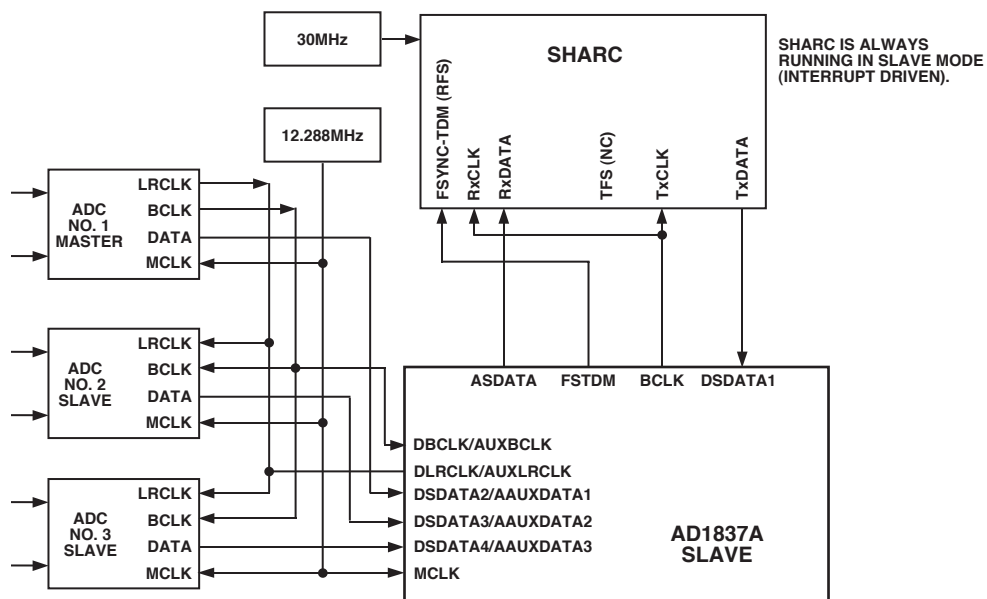 30MHz
SHARC
SHARC IS ALWAYS
RUNNING IN SLAVE MODE
(INTERRUPT DRIVEN).
12.288MHz
FSYNC-TDM (RFS)
RxCLK
RxDATA
TFS (NC)
TxCLK
TxDATA
ADC
NO. 1
MASTER
LRCLK
BCLK
DATA
MCLK
ADC
NO. 2
SLAVE
LRCLK
BCLK
DATA
MCLK
ADC
NO. 3
SLAVE
LRCLK
BCLK
DATA
MCLK
ASDATA FSTDM BCLK DSDATA1
DBCLK/AUXBCLK
DLRCLK/AUXLRCLK
DSDATA2/AAUXDATA1
DSDATA3/AAUXDATA2
DSDATA4/AAUXDATA3
MCLK
AD1837A
SLAVE